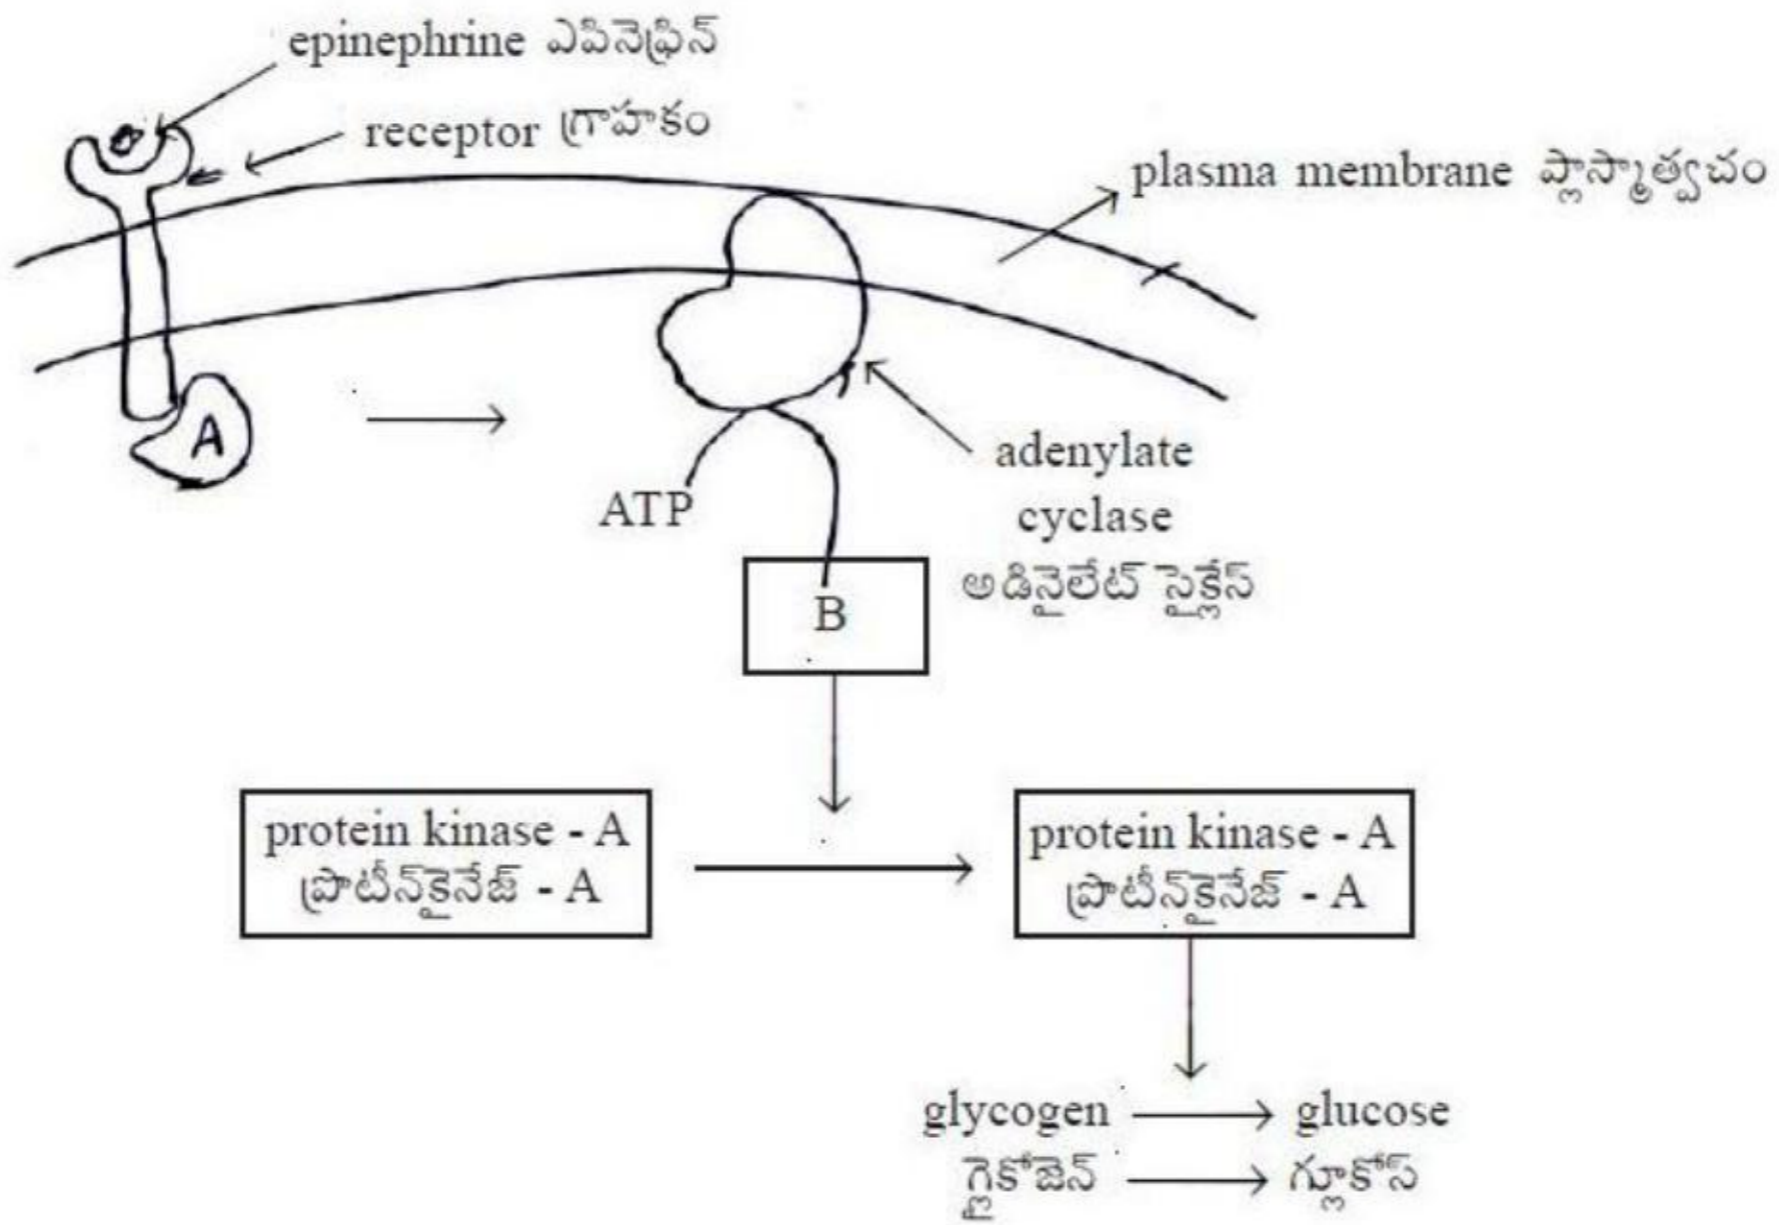 epinephrine ఎపినెఫ్రిన్
receptor గ్రాహకం
plasma membrane ప్లాస్మాత్వచం
A
ATP
adenylate
cyclase
అడినైలేట్ సైక్లేస్
B
protein kinase - A
ప్రొటీన్‌కైనేజ్ - A
protein kinase - A
ప్రొటీన్‌కైనేజ్ - A
glycogen → glucose
గ్లైకోజెన్ → గ్లూకోస్